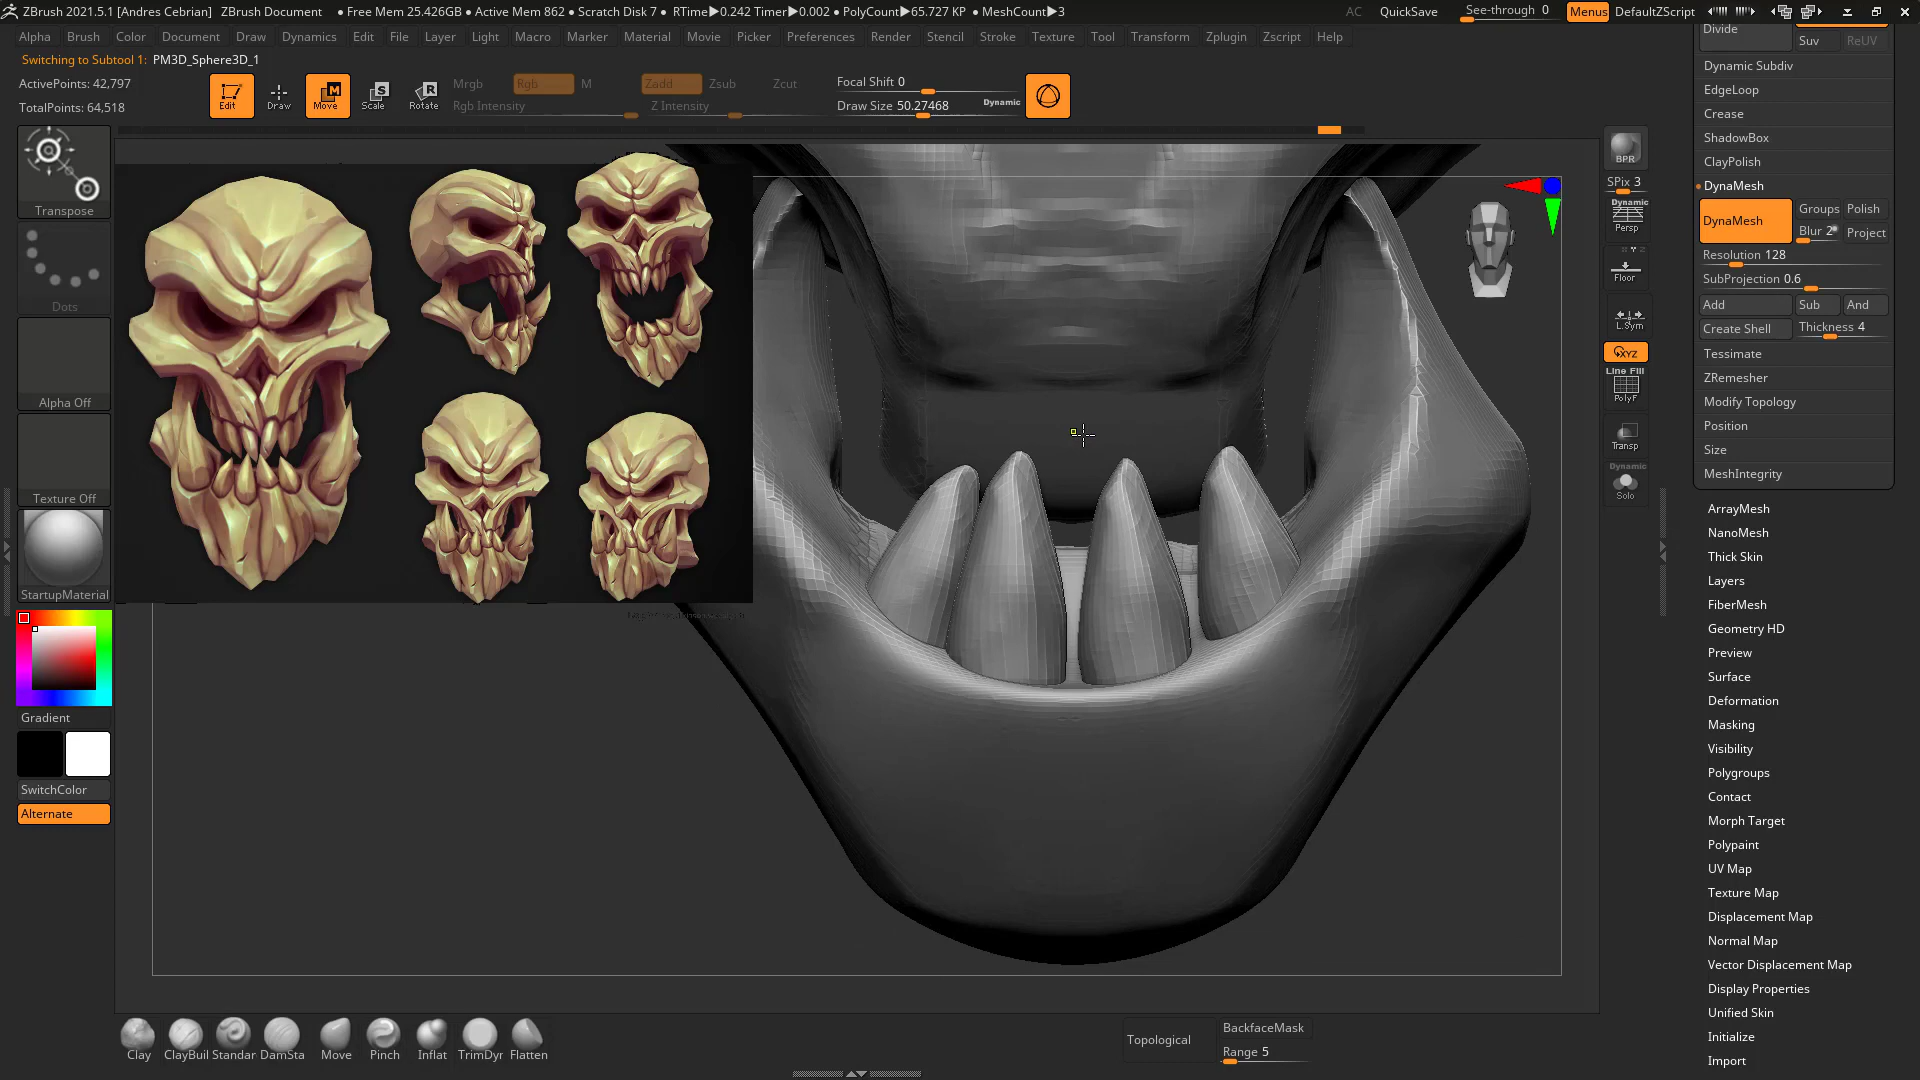 ZBrush 2021.5.1 [Andres Cebrian] ZBrush Document • Free Mem 25.426GB • Active Mem 862 • Scratch Disk 7 • RTime▶0.242 Timer▶0.002 • PolyCount▶65.727 KP • MeshCount▶3 AC QuickSave See-through 0 Menus DefaultZScript
Alpha Brush Color Document Draw Dynamics Edit File Layer Light Macro Marker Material Movie Picker Preferences Render Stencil Stroke Texture Tool Transform Zplugin Zscript Help
Switching to Subtool 1: PM3D_Sphere3D_1
ActivePoints: 42,797
TotalPoints: 64,518
Edit Draw Move Scale Rotate
Mrgb Rgb M Zadd Zsub Zcut
Rgb Intensity Z Intensity
Focal Shift 0
Draw Size 50.27468 Dynamic
Transpose
Dots
Alpha Off
Texture Off
StartupMaterial
Gradient
SwitchColor
Alternate
BPR
SPix 3
Dynamic
Persp
Floor
L.Sym
XYZ
Line Fill
PolyF
Transp
Dynamic
Solo
Divide Suv ReUV
Dynamic Subdiv
EdgeLoop
Crease
ShadowBox
ClayPolish
DynaMesh
DynaMesh Groups Polish
Blur 2 Project
Resolution 128
SubProjection 0.6
Add Sub And
Create Shell Thickness 4
Tessimate
ZRemesher
Modify Topology
Position
Size
MeshIntegrity
ArrayMesh
NanoMesh
Thick Skin
Layers
FiberMesh
Geometry HD
Preview
Surface
Deformation
Masking
Visibility
Polygroups
Contact
Morph Target
Polypaint
UV Map
Texture Map
Displacement Map
Normal Map
Vector Displacement Map
Display Properties
Unified Skin
Initialize
Import
Clay ClayBuil Standar DamSta Move Pinch Inflat TrimDyr Flatten
Topological
BackfaceMask
Range 5